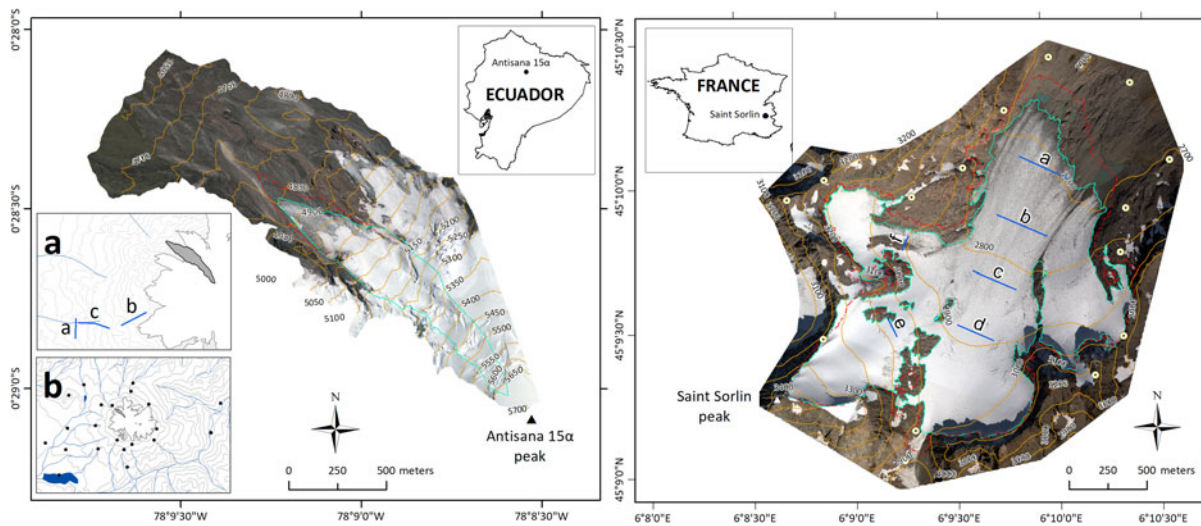 0°28'0"S
0°28'30"S
0°29'0"S
78°9'30"W
78°9'0"W
78°8'30"W
Antisana 15α
ECUADOR
4900
5000
5050
5100
5200
5250
5300
5350
5400
5450
5500
5550
5600
5650
5700
a
a
c
b
b
N
0
250
500 meters
Antisana 15α
peak
45°10'30"N
45°10'0"N
45°9'30"N
45°9'0"N
6°8'0"E
6°8'30"E
6°9'0"E
6°9'30"E
6°10'0"E
6°10'30"E
FRANCE
Saint Sorlin
3200
2700
3100
2800
3100
a
b
f
c
e
d
3300
Saint Sorlin
peak
N
0
250
500 meters